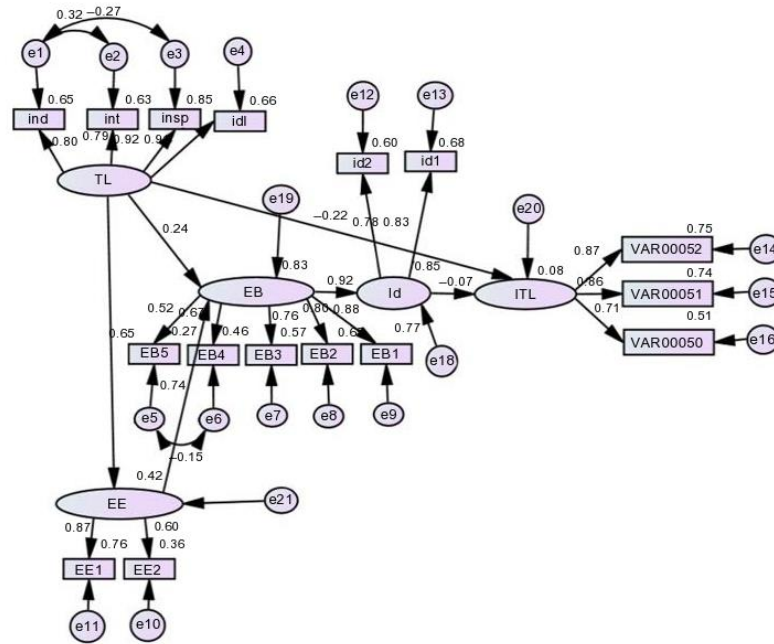 0.32 −0.27
e1
e2
e3
e4
0.65
0.63
0.85
0.66
ind
int
insp
idl
0.80
0.79
0.92
TL
e12
e13
0.60
0.68
id2
id1
e19
e20
0.24
−0.22
0.78
0.83
0.83
0.85
0.08
0.87
0.75
VAR00052
e14
EB
0.92
Id
−0.07
ITL
0.86
0.74
VAR00051
e15
0.71
0.51
VAR00050
e16
0.52
0.27
0.46
0.76
0.57
0.80
0.88
0.77
0.65
EB5
EB4
EB3
EB2
EB1
e18
0.74
e5
e6
e7
e8
e9
−0.15
0.42
EE
e21
0.87
0.76
0.60
0.36
EE1
EE2
e11
e10